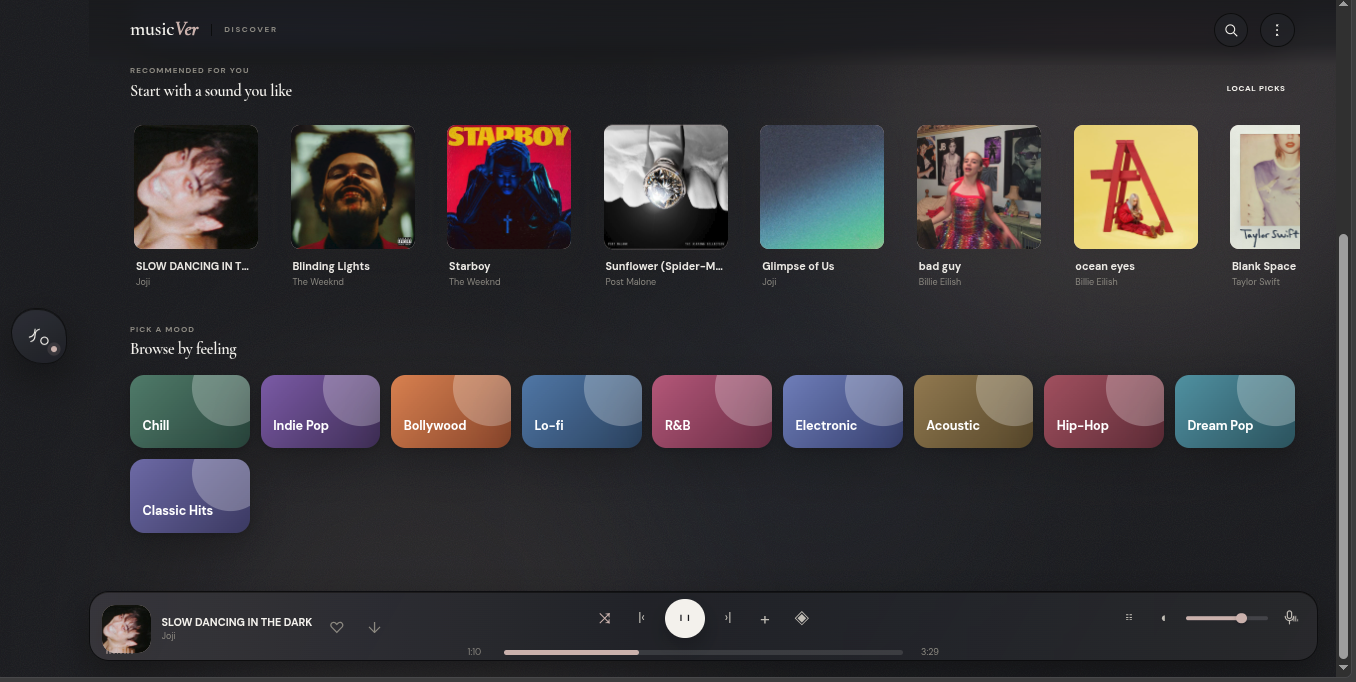 musicVer
DISCOVER
RECOMMENDED FOR YOU
Start with a sound you like
LOCAL PICKS
STARBOY
Taylor Swift
SLOW DANCING IN T...
Joji
Blinding Lights
The Weeknd
Starboy
The Weeknd
Sunflower (Spider-M...
Post Malone
Glimpse of Us
Joji
bad guy
Billie Eilish
ocean eyes
Billie Eilish
Blank Space
Taylor Swift
PICK A MOOD
Browse by feeling
Chill
Indie Pop
Bollywood
Lo-fi
R&B
Electronic
Acoustic
Hip-Hop
Dream Pop
Classic Hits
SLOW DANCING IN THE DARK
Joji
1:10
3:29